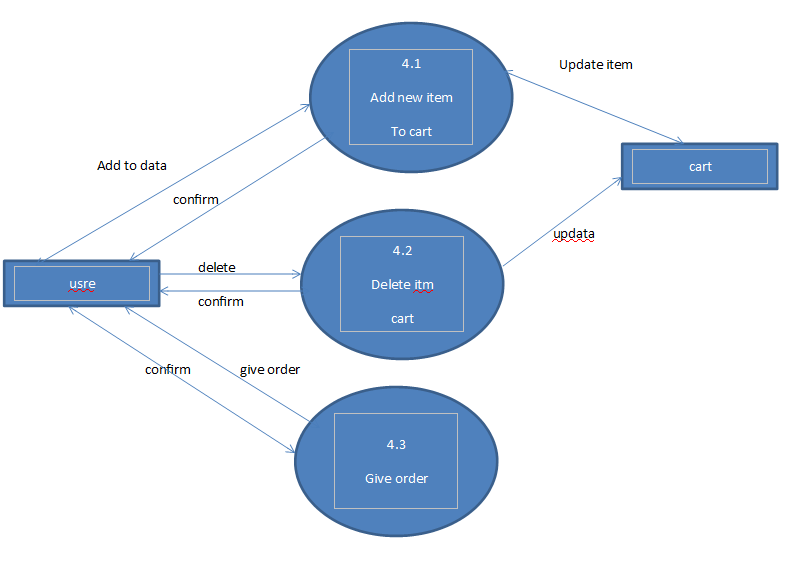 4.1
Add new item
To cart
Update item
cart
Add to data
confirm
4.2
Delete itm
cart
updata
usre
delete
confirm
confirm
give order
4.3
Give order